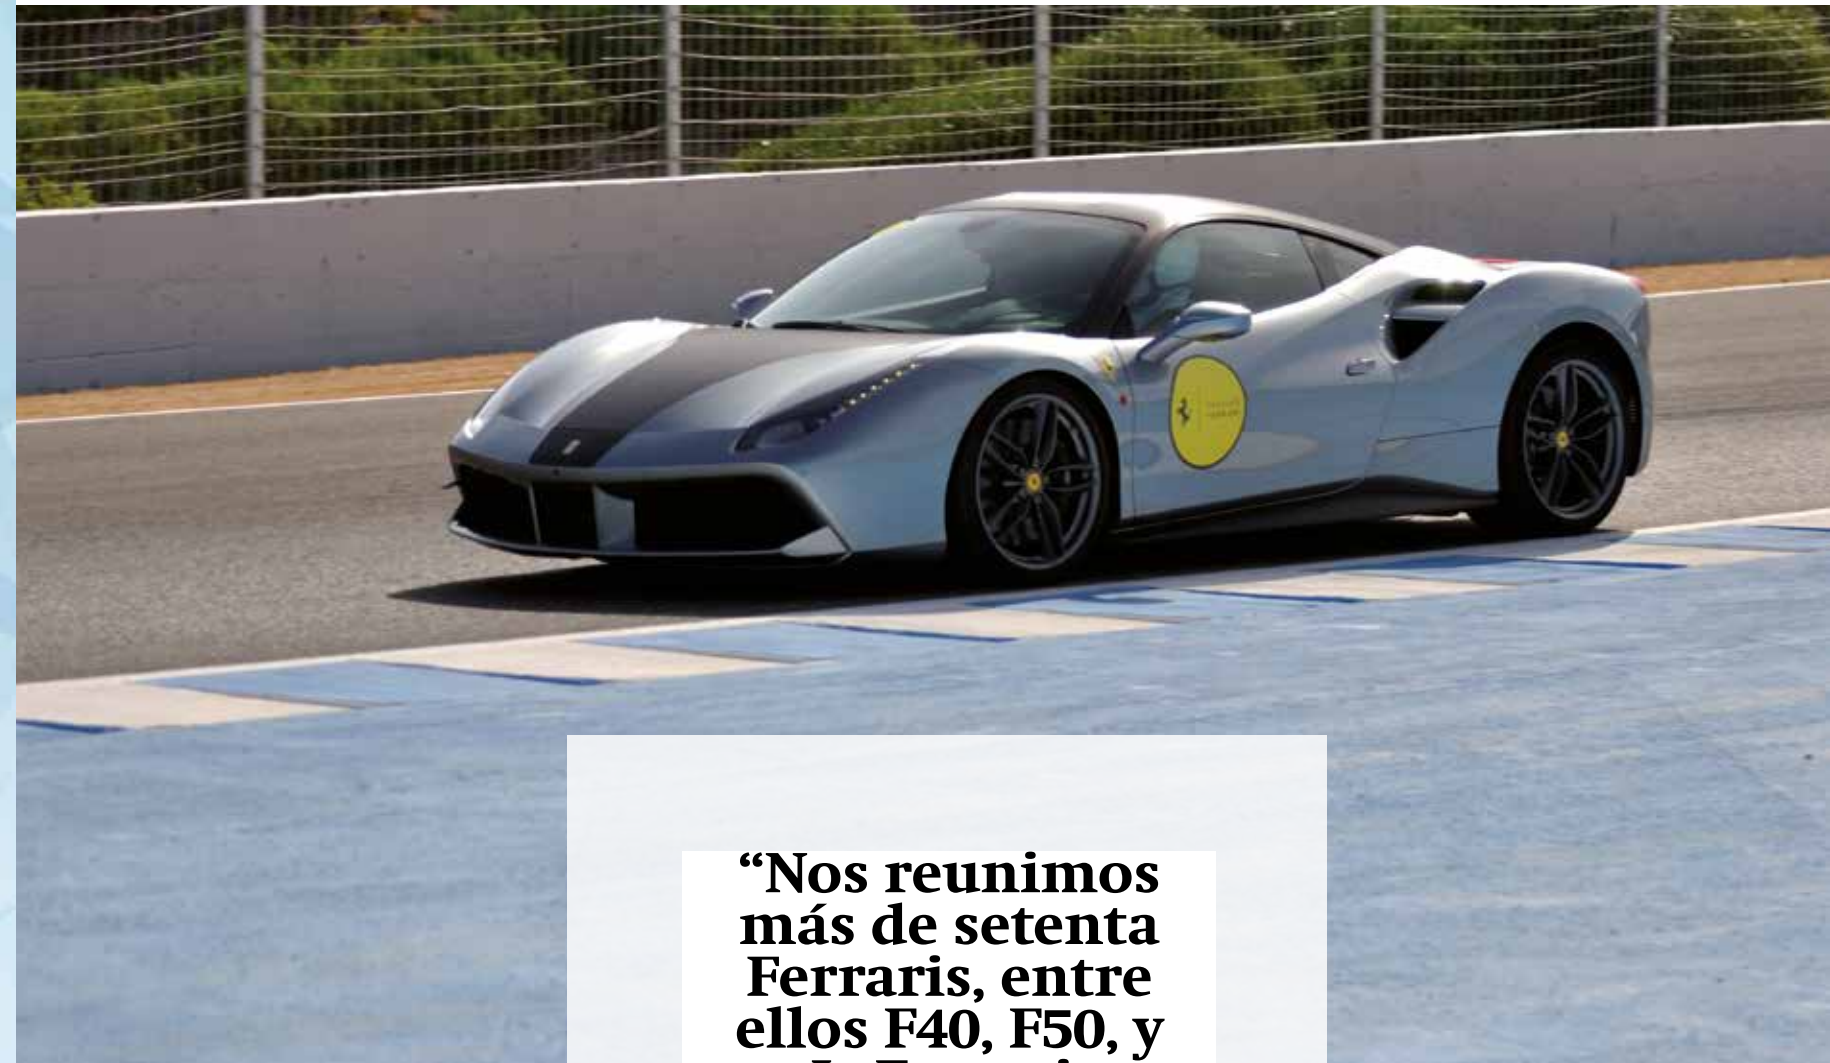 “Nos reunimos
más de setenta
Ferraris, entre
ellos F40, F50, y